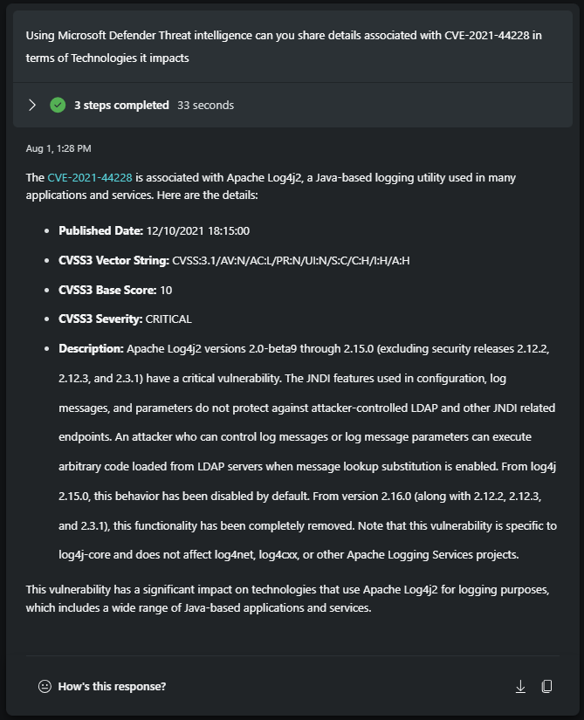 Using Microsoft Defender Threat intelligence can you share details associated with CVE-2021-44228 in
terms of Technologies it impacts
3 steps completed 33 seconds
Aug 1, 1:28 PM
The CVE-2021-44228 is associated with Apache Log4j2, a Java-based logging utility used in many
applications and services. Here are the details:
• Published Date: 12/10/2021 18:15:00
• CVSS3 Vector String: CVSS:3.1/AV:N/AC:L/PR:N/UI:N/S:C/C:H/I:H/A:H
• CVSS3 Base Score: 10
• CVSS3 Severity: CRITICAL
• Description: Apache Log4j2 versions 2.0-beta9 through 2.15.0 (excluding security releases 2.12.2,
2.12.3, and 2.3.1) have a critical vulnerability. The JNDI features used in configuration, log
messages, and parameters do not protect against attacker-controlled LDAP and other JNDI related
endpoints. An attacker who can control log messages or log message parameters can execute
arbitrary code loaded from LDAP servers when message lookup substitution is enabled. From log4j
2.15.0, this behavior has been disabled by default. From version 2.16.0 (along with 2.12.2, 2.12.3,
and 2.3.1), this functionality has been completely removed. Note that this vulnerability is specific to
log4j-core and does not affect log4net, log4cxx, or other Apache Logging Services projects.
This vulnerability has a significant impact on technologies that use Apache Log4j2 for logging purposes,
which includes a wide range of Java-based applications and services.
How's this response?